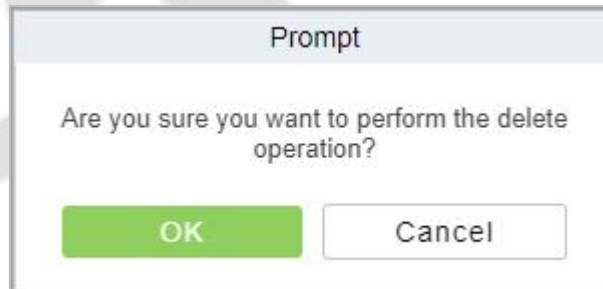 Prompt
Are you sure you want to perform the delete
operation?
OK
Cancel